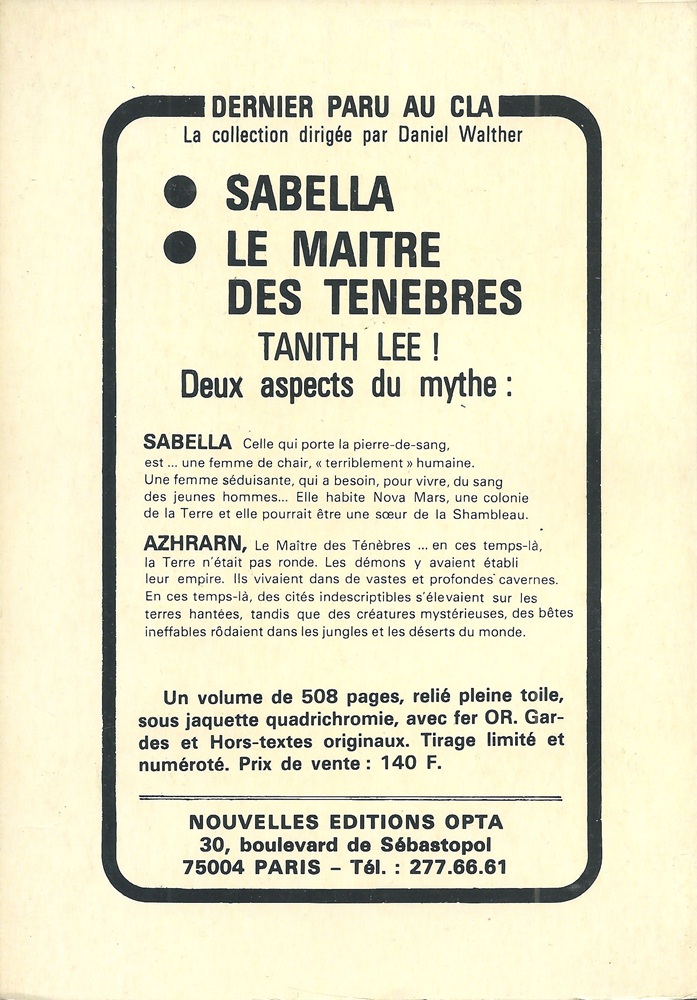 DERNIER PARU AU CLA
La collection dirigée par Daniel Walther
● SABELLA
● LE MAITRE
DES TENEBRES
TANITH LEE !
Deux aspects du mythe :
SABELLA Celle qui porte la pierre-de-sang,
est ... une femme de chair, « terriblement » humaine.
Une femme séduisante, qui a besoin, pour vivre, du sang
des jeunes hommes... Elle habite Nova Mars, une colonie
de la Terre et elle pourrait être une sœur de la Shambleau.
AZHRARN, Le Maître des Ténèbres ... en ces temps-là,
la Terre n'était pas ronde. Les démons y avaient établi
leur empire. Ils vivaient dans de vastes et profondes cavernes.
En ces temps-là, des cités indescriptibles s'élevaient sur les
terres hantées, tandis que des créatures mystérieuses, des bêtes
ineffables rôdaient dans les jungles et les déserts du monde.
Un volume de 508 pages, relié pleine toile,
sous jaquette quadrichromie, avec fer OR. Gar-
des et Hors-textes originaux. Tirage limité et
numéroté. Prix de vente : 140 F.
NOUVELLES EDITIONS OPTA
30, boulevard de Sébastopol
75004 PARIS – Tél. : 277.66.61